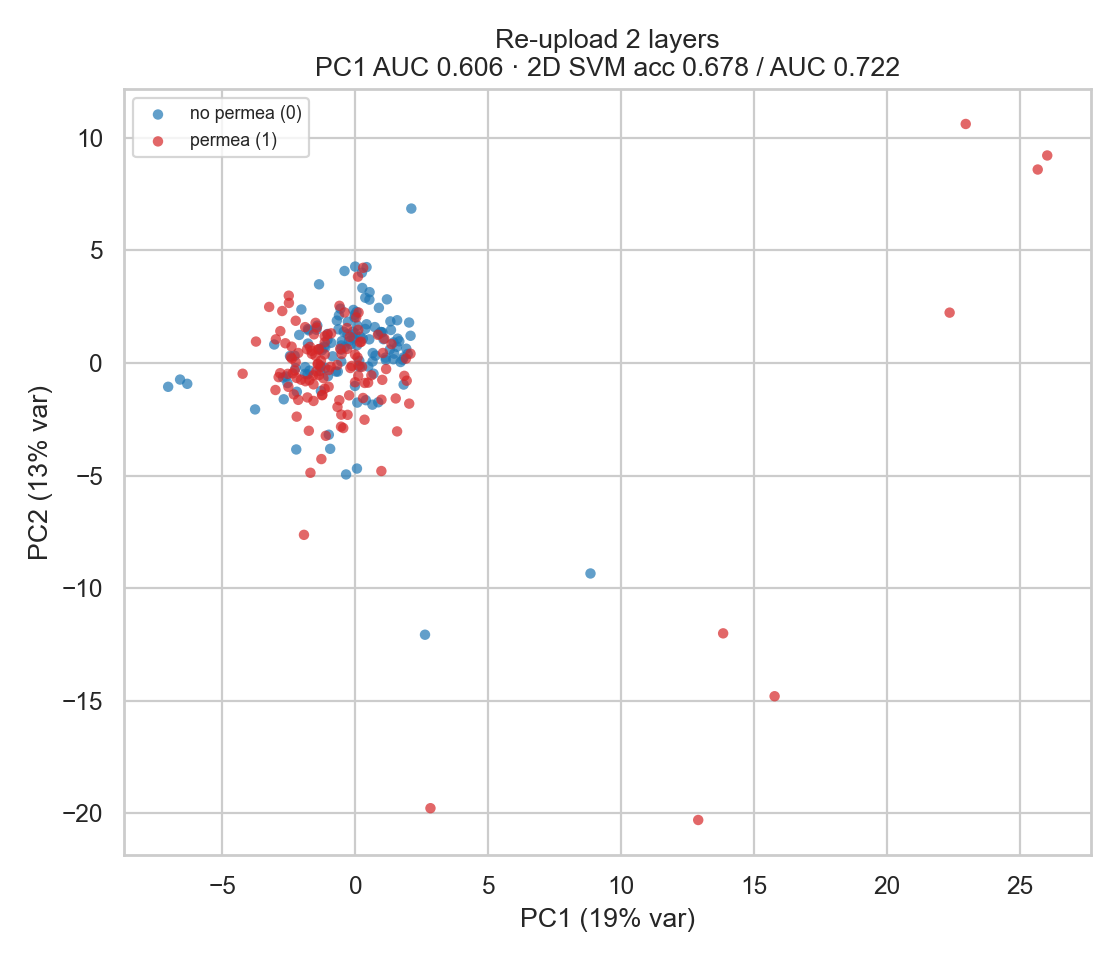 Re-upload 2 layers
PC1 AUC 0.606 · 2D SVM acc 0.678 / AUC 0.722
no permea (0)
permea (1)
10
5
0
−5
−10
−15
−20
PC2 (13% var)
−5
0
5
10
15
20
25
PC1 (19% var)